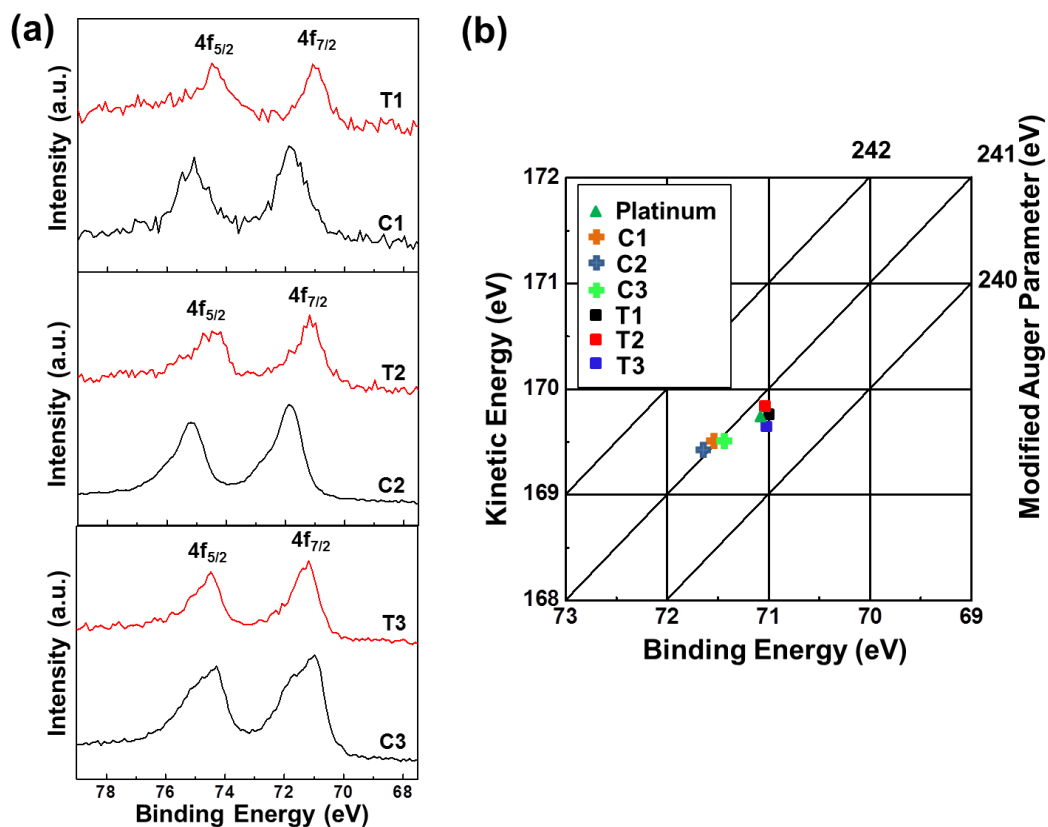 (a)
4f5/2
4f7/2
T1
C1
Intensity (a.u.)
4f5/2
4f7/2
T2
C2
Intensity (a.u.)
4f5/2
4f7/2
T3
C3
Intensity (a.u.)
78 76 74 72 70 68
Binding Energy (eV)
(b)
242 241
172
171
170
169
168
240
Platinum
C1
C2
C3
T1
T2
T3
Kinetic Energy (eV)
Modified Auger Parameter (eV)
73 72 71 70 69
Binding Energy (eV)